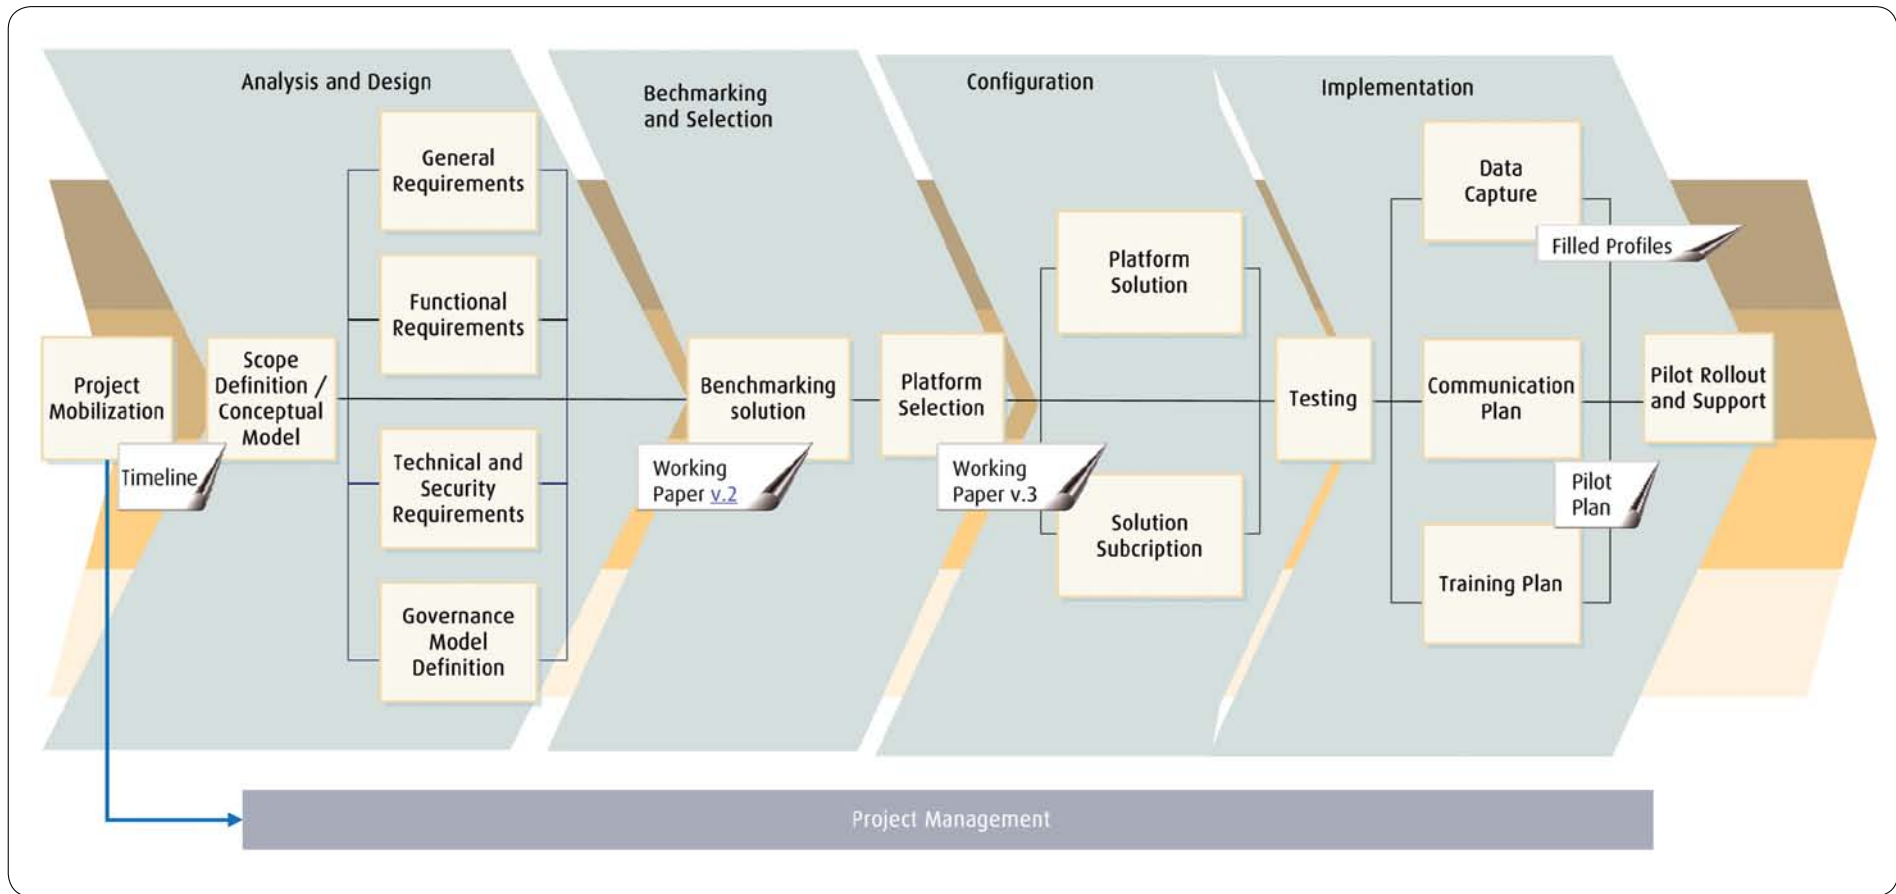 Analysis and Design
Bechmarking
and Selection
Configuration
Implementation
General
Requirements
Functional
Requirements
Project
Mobilization
Timeline
Scope
Definition /
Conceptual
Model
Technical and
Security
Requirements
Governance
Model
Definition
Benchmarking
solution
Working
Paper v.2
Platform
Selection
Working
Paper v.3
Platform
Solution
Solution
Subcription
Testing
Data
Capture
Filled Profiles
Communication
Plan
Pilot
Plan
Training Plan
Pilot Rollout
and Support
Project Management